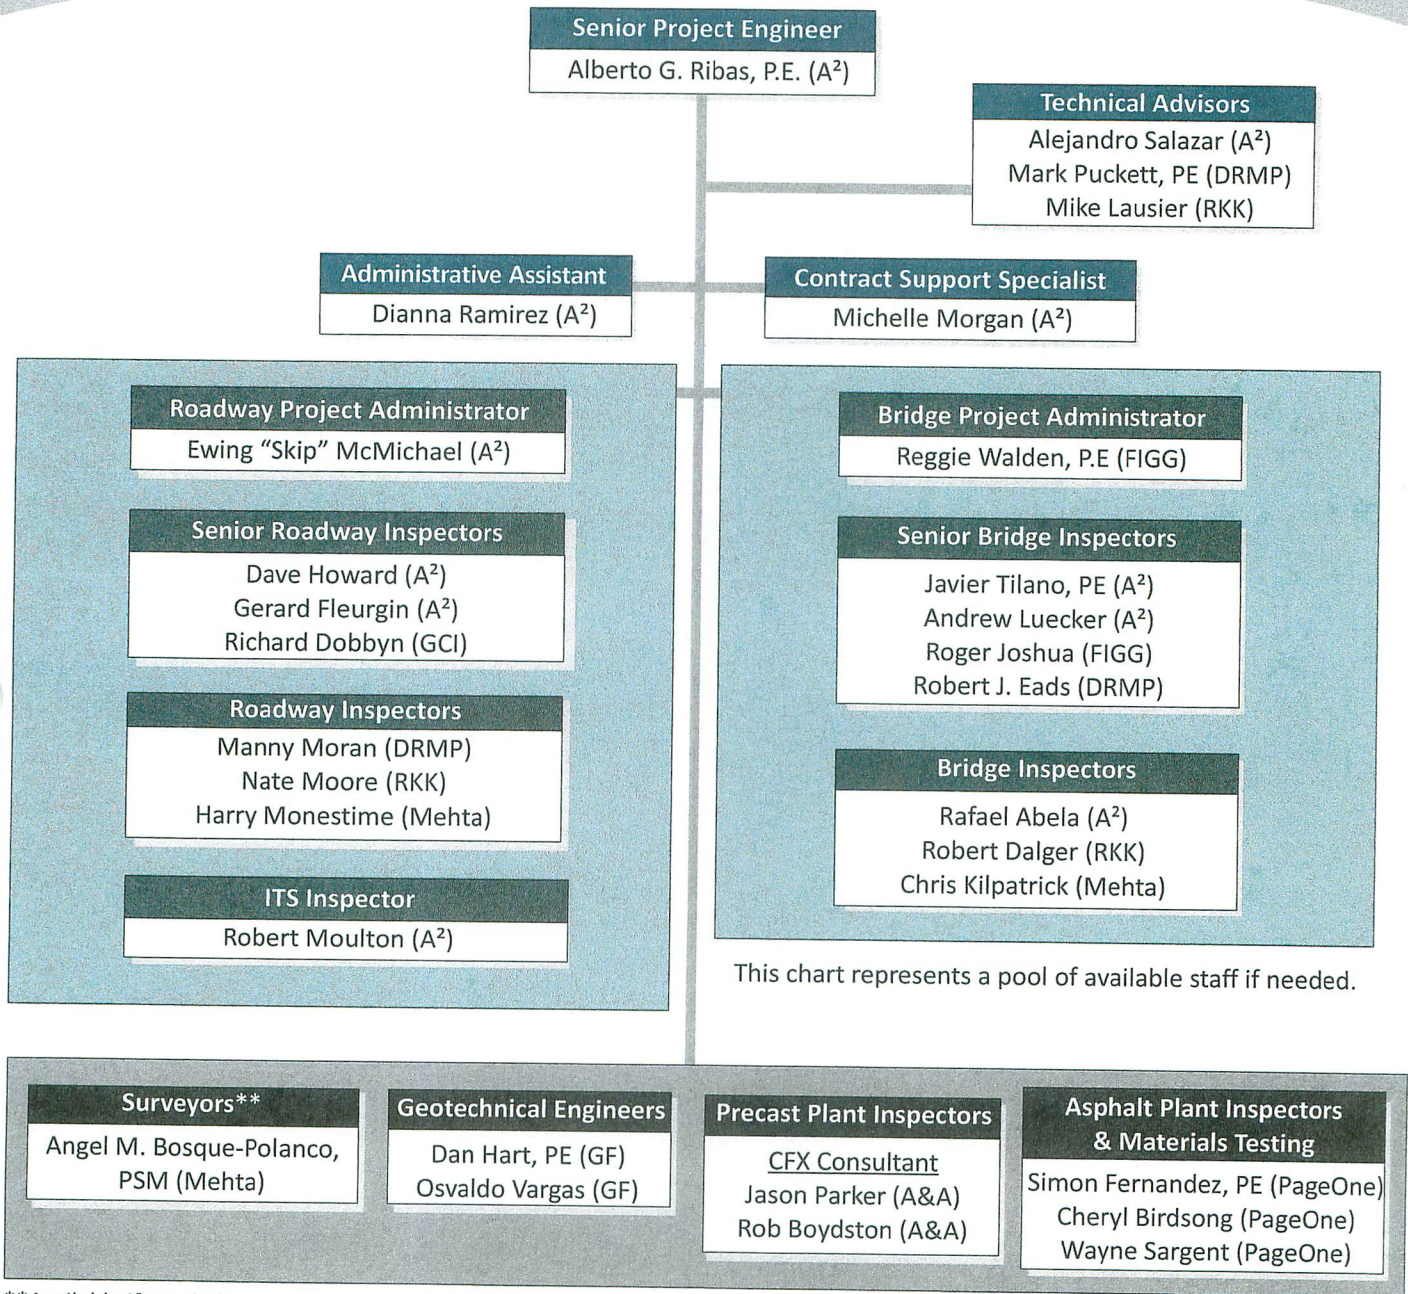 Senior Project Engineer
Alberto G. Ribas, P.E. (A²)
Technical Advisors
Alejandro Salazar (A²)
Mark Puckett, PE (DRMP)
Mike Lausier (RKK)
Administrative Assistant
Dianna Ramirez (A²)
Contract Support Specialist
Michelle Morgan (A²)
Roadway Project Administrator
Ewing “Skip” McMichael (A²)
Senior Roadway Inspectors
Dave Howard (A²)
Gerard Fleurgin (A²)
Richard Dobbyn (GCI)
Roadway Inspectors
Manny Moran (DRMP)
Nate Moore (RKK)
Harry Monestime (Mehta)
ITS Inspector
Robert Moulton (A²)
Bridge Project Administrator
Reggie Walden, P.E (FIGG)
Senior Bridge Inspectors
Javier Tilano, PE (A²)
Andrew Luecker (A²)
Roger Joshua (FIGG)
Robert J. Eads (DRMP)
Bridge Inspectors
Rafael Abela (A²)
Robert Dalger (RKK)
Chris Kilpatrick (Mehta)
This chart represents a pool of available staff if needed.
Surveyors**
Angel M. Bosque-Polanco,
PSM (Mehta)
Geotechnical Engineers
Dan Hart, PE (GF)
Osvaldo Vargas (GF)
Precast Plant Inspectors
CFX Consultant
Jason Parker (A&A)
Rob Boydston (A&A)
Asphalt Plant Inspectors
& Materials Testing
Simon Fernandez, PE (PageOne)
Cheryl Birdsong (PageOne)
Wayne Sargent (PageOne)